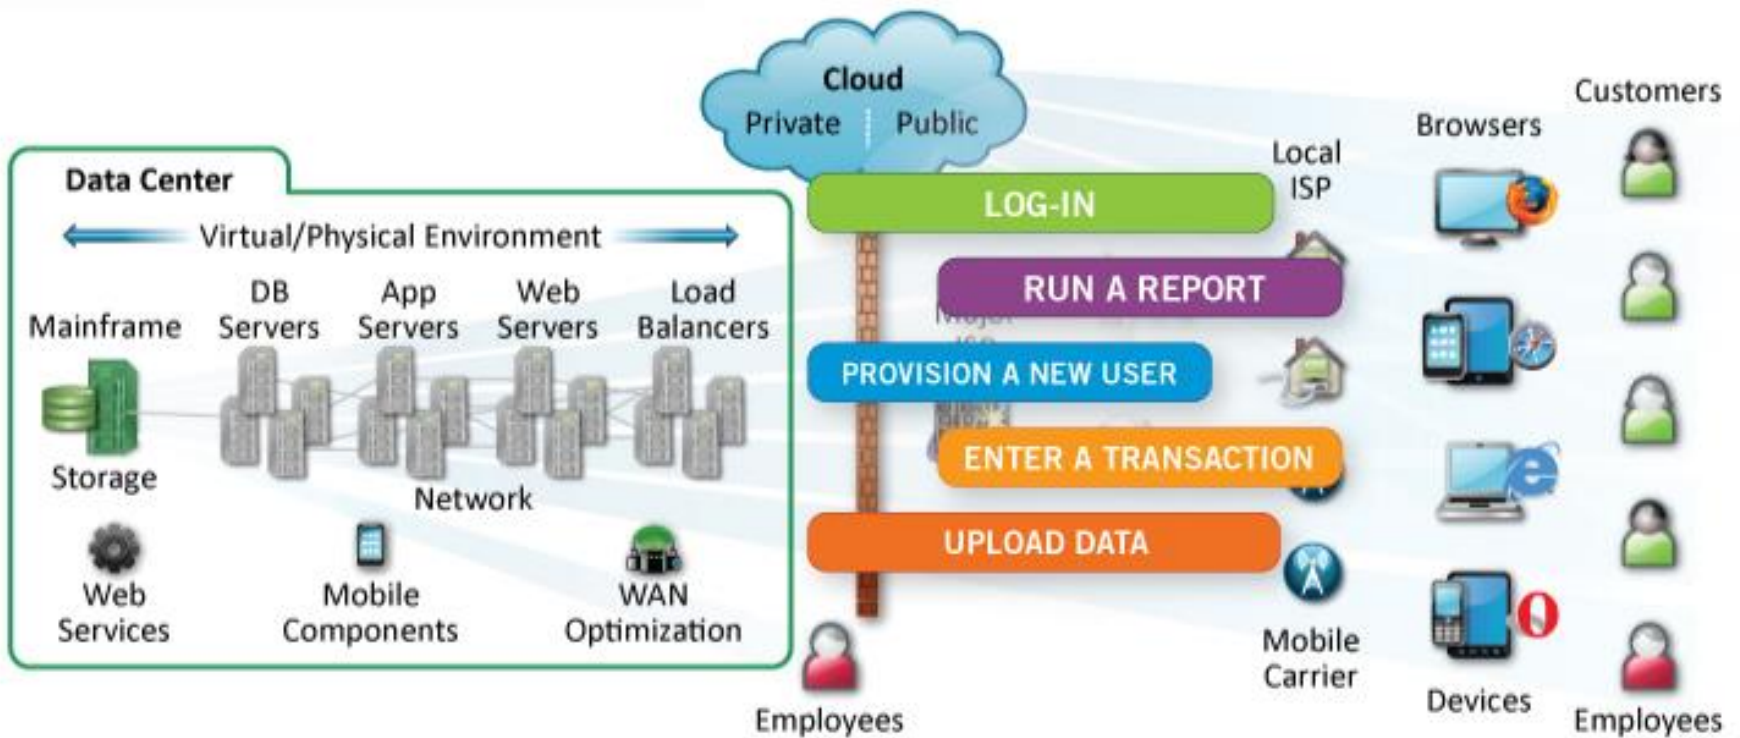 Cloud
Private Public
Customers
Browsers
Local
ISP
Data Center
Virtual/Physical Environment
LOG-IN
RUN A REPORT
PROVISION A NEW USER
ENTER A TRANSACTION
UPLOAD DATA
Mainframe
DB
Servers
App
Servers
Web
Servers
Load
Balancers
Storage
Network
Web
Services
Mobile
Components
WAN
Optimization
Employees
Mobile
Carrier
Devices
Employees